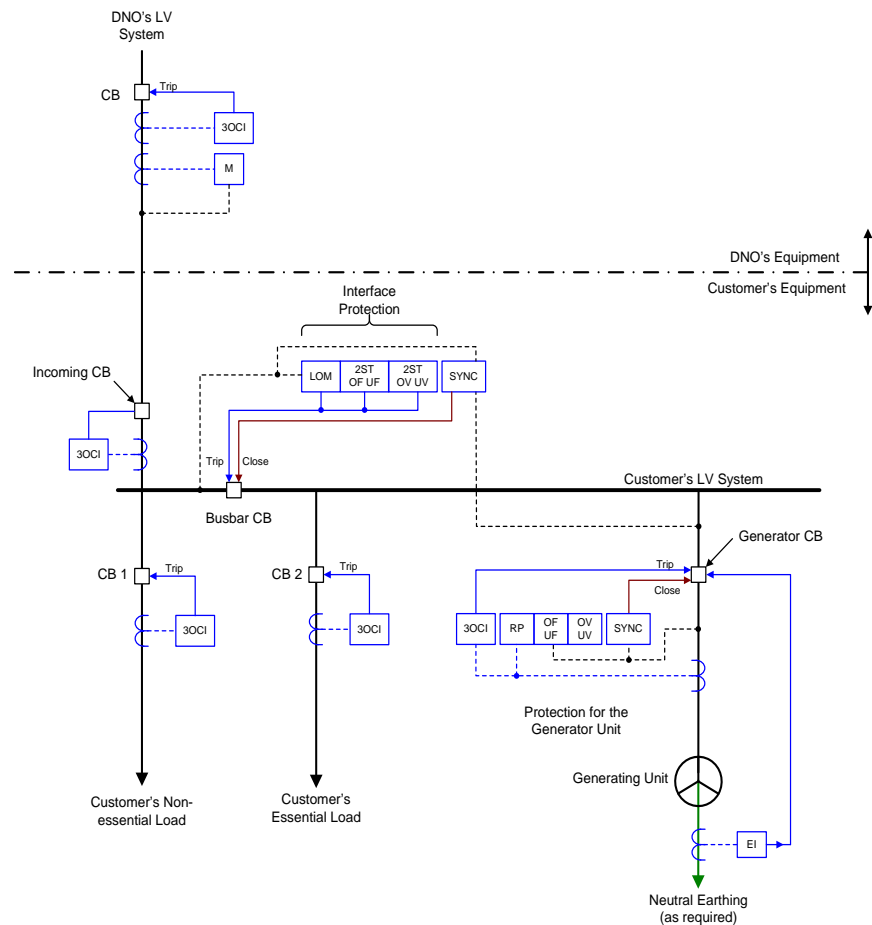 DNO's LV
System
CB
Trip
3OCI
M
DNO's Equipment
Customer's Equipment
Interface
Protection
Incoming CB
LOM
2ST
OF UF
2ST
OV UV
SYNC
3OCI
Trip
Close
Customer's LV System
Busbar CB
Generator CB
CB 1
Trip
CB 2
Trip
Trip
Close
3OCI
3OCI
3OCI
RP
OF
UF
OV
UV
SYNC
Protection for the
Generator Unit
Generating Unit
Customer's Non-
essential Load
Customer's
Essential Load
EI
Neutral Earthing
(as required)